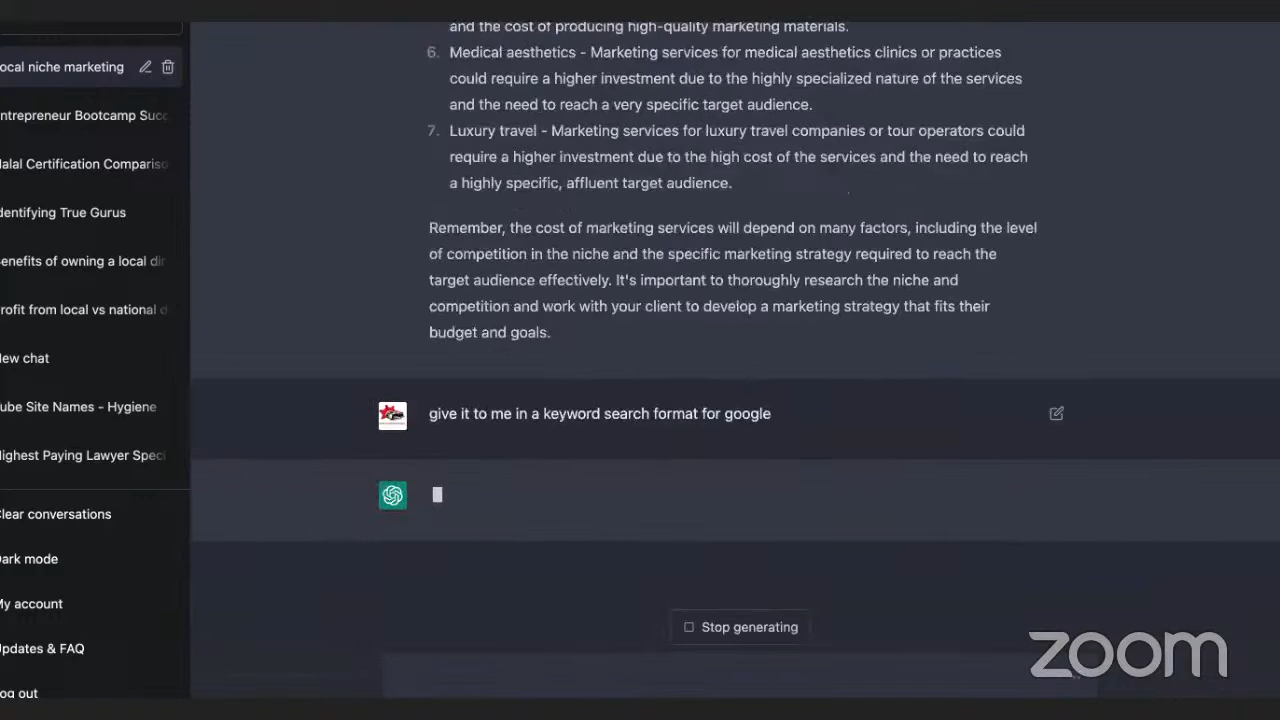 and the cost of producing high-quality marketing materials.
6. Medical aesthetics - Marketing services for medical aesthetics clinics or practices
could require a higher investment due to the highly specialized nature of the services
and the need to reach a very specific target audience.
7. Luxury travel - Marketing services for luxury travel companies or tour operators could
require a higher investment due to the high cost of the services and the need to reach
a highly specific, affluent target audience.
Remember, the cost of marketing services will depend on many factors, including the level
of competition in the niche and the specific marketing strategy required to reach the
target audience effectively. It's important to thoroughly research the niche and
competition and work with your client to develop a marketing strategy that fits their
budget and goals.
give it to me in a keyword search format for google
Stop generating
ocal niche marketing
ntrepreneur Bootcamp Succ
alal Certification Compariso
dentifying True Gurus
enefits of owning a local dir
rofit from local vs national d
ew chat
ube Site Names - Hygiene
ighest Paying Lawyer Speci
lear conversations
ark mode
My account
pdates & FAQ
og out
zoom